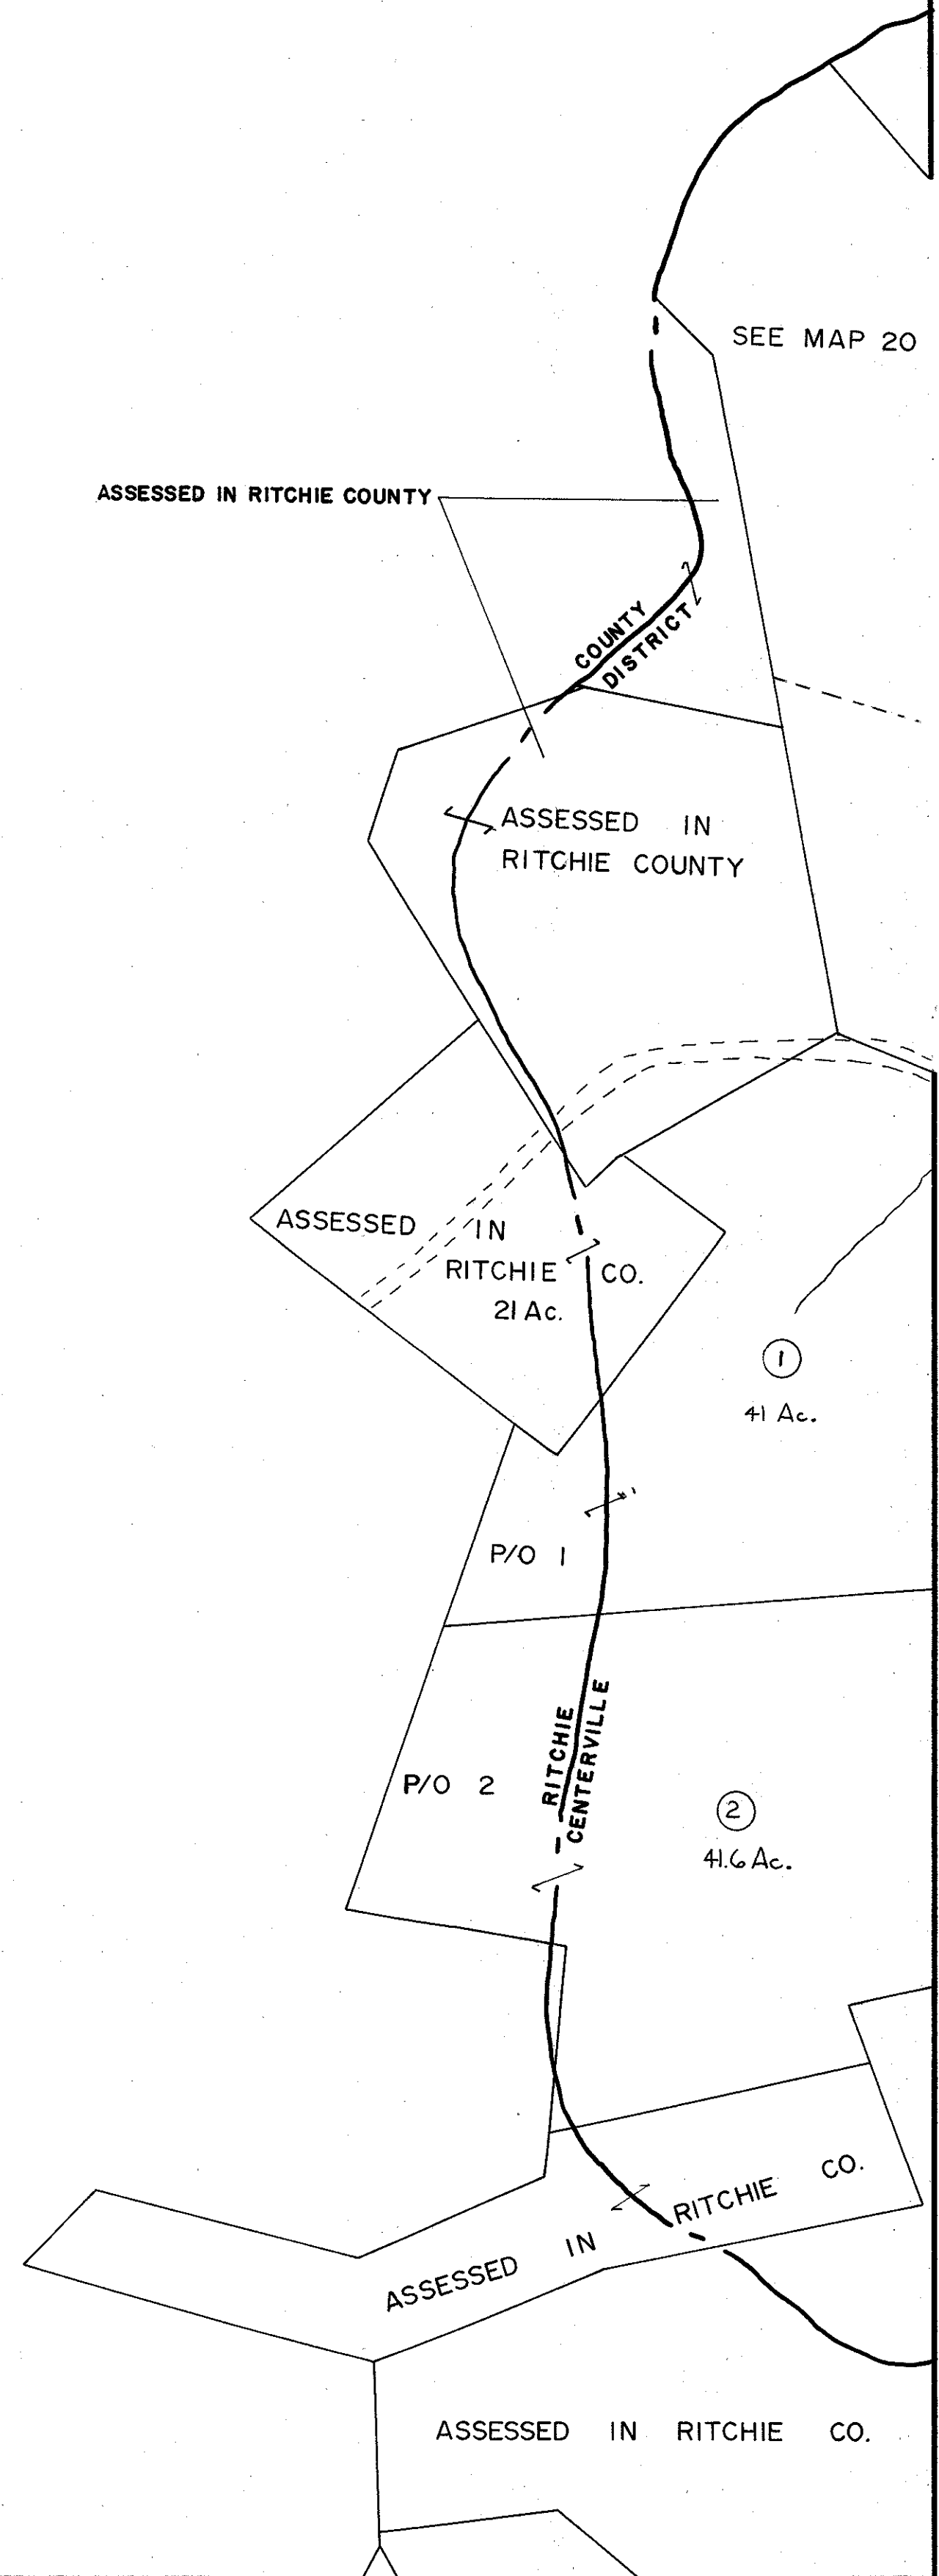 SEE MAP 20
ASSESSED IN RITCHIE COUNTY
COUNTY
DISTRICT
ASSESSED IN
RITCHIE COUNTY
ASSESSED IN
RITCHIE CO.
21 Ac.
1
41 Ac.
P/O 1
RITCHIE
CENTERVILLE
P/O 2
2
41.6 Ac.
ASSESSED IN RITCHIE CO.
ASSESSED IN RITCHIE CO.